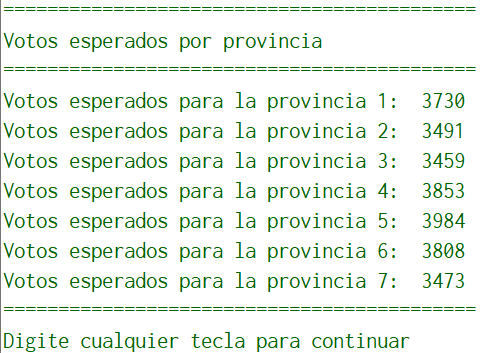 ===========================================
Votos esperados por provincia
===========================================
Votos esperados para la provincia 1:  3730
Votos esperados para la provincia 2:  3491
Votos esperados para la provincia 3:  3459
Votos esperados para la provincia 4:  3853
Votos esperados para la provincia 5:  3984
Votos esperados para la provincia 6:  3808
Votos esperados para la provincia 7:  3473
===========================================
Digite cualquier tecla para continuar